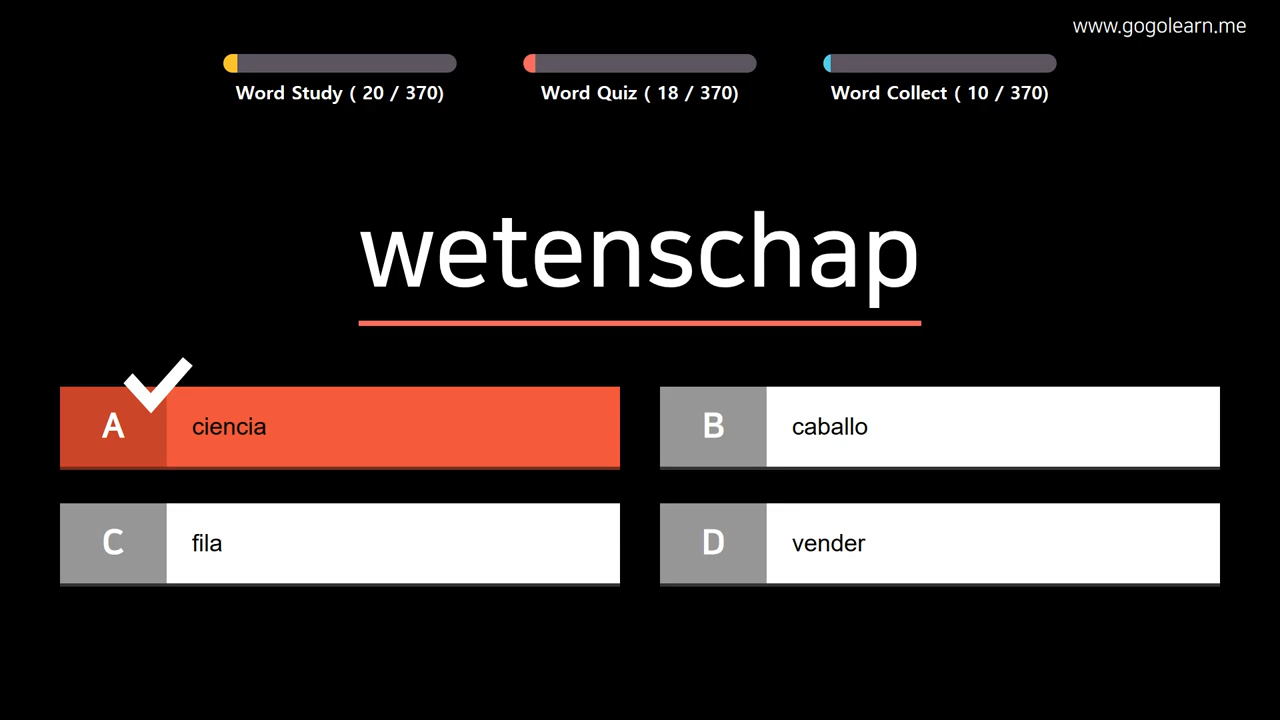 www.gogolearn.me
Word Study ( 20 / 370)
Word Quiz ( 18 / 370)
Word Collect ( 10 / 370)
wetenschap
A ciencia
B caballo
C fila
D vender